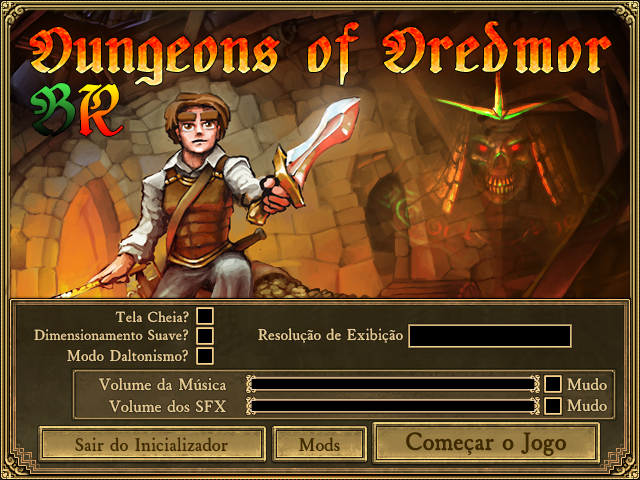 Dungeons of Dredmor
BR
Tela Cheia?
Dimensionamento Suave?
Resolução de Exibição
Modo Daltonismo?
Volume da Música
Mudo
Volume dos SFX
Mudo
Sair do Inicializador
Mods
Começar o Jogo